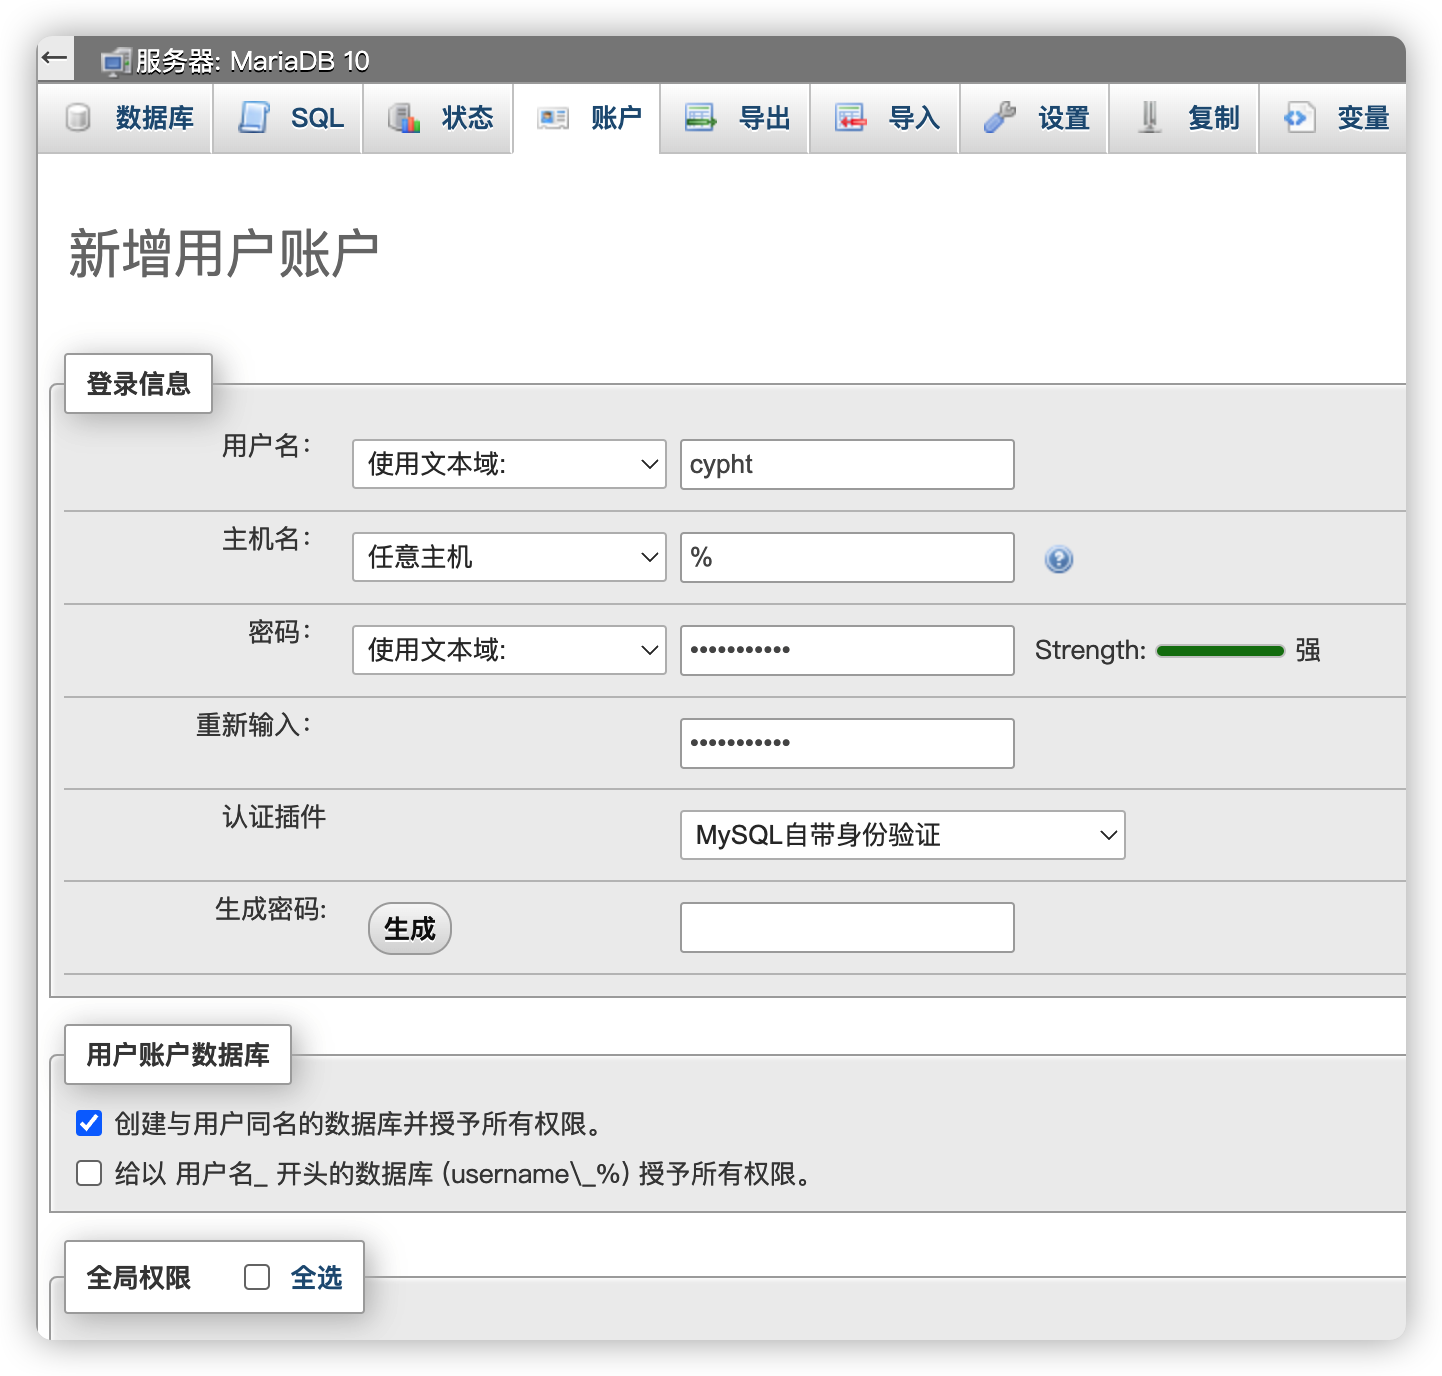 服务器: MariaDB 10
数据库 SQL 状态 账户 导出 导入 设置 复制 变量
新增用户账户
登录信息
用户名： 使用文本域: cypht
主机名： 任意主机 %
密码： 使用文本域: ••••••••••• Strength: 强
重新输入： •••••••••••
认证插件 MySQL自带身份验证
生成密码: 生成
用户账户数据库
创建与用户同名的数据库并授予所有权限。
给以 用户名_ 开头的数据库 (username\_%) 授予所有权限。
全局权限 全选